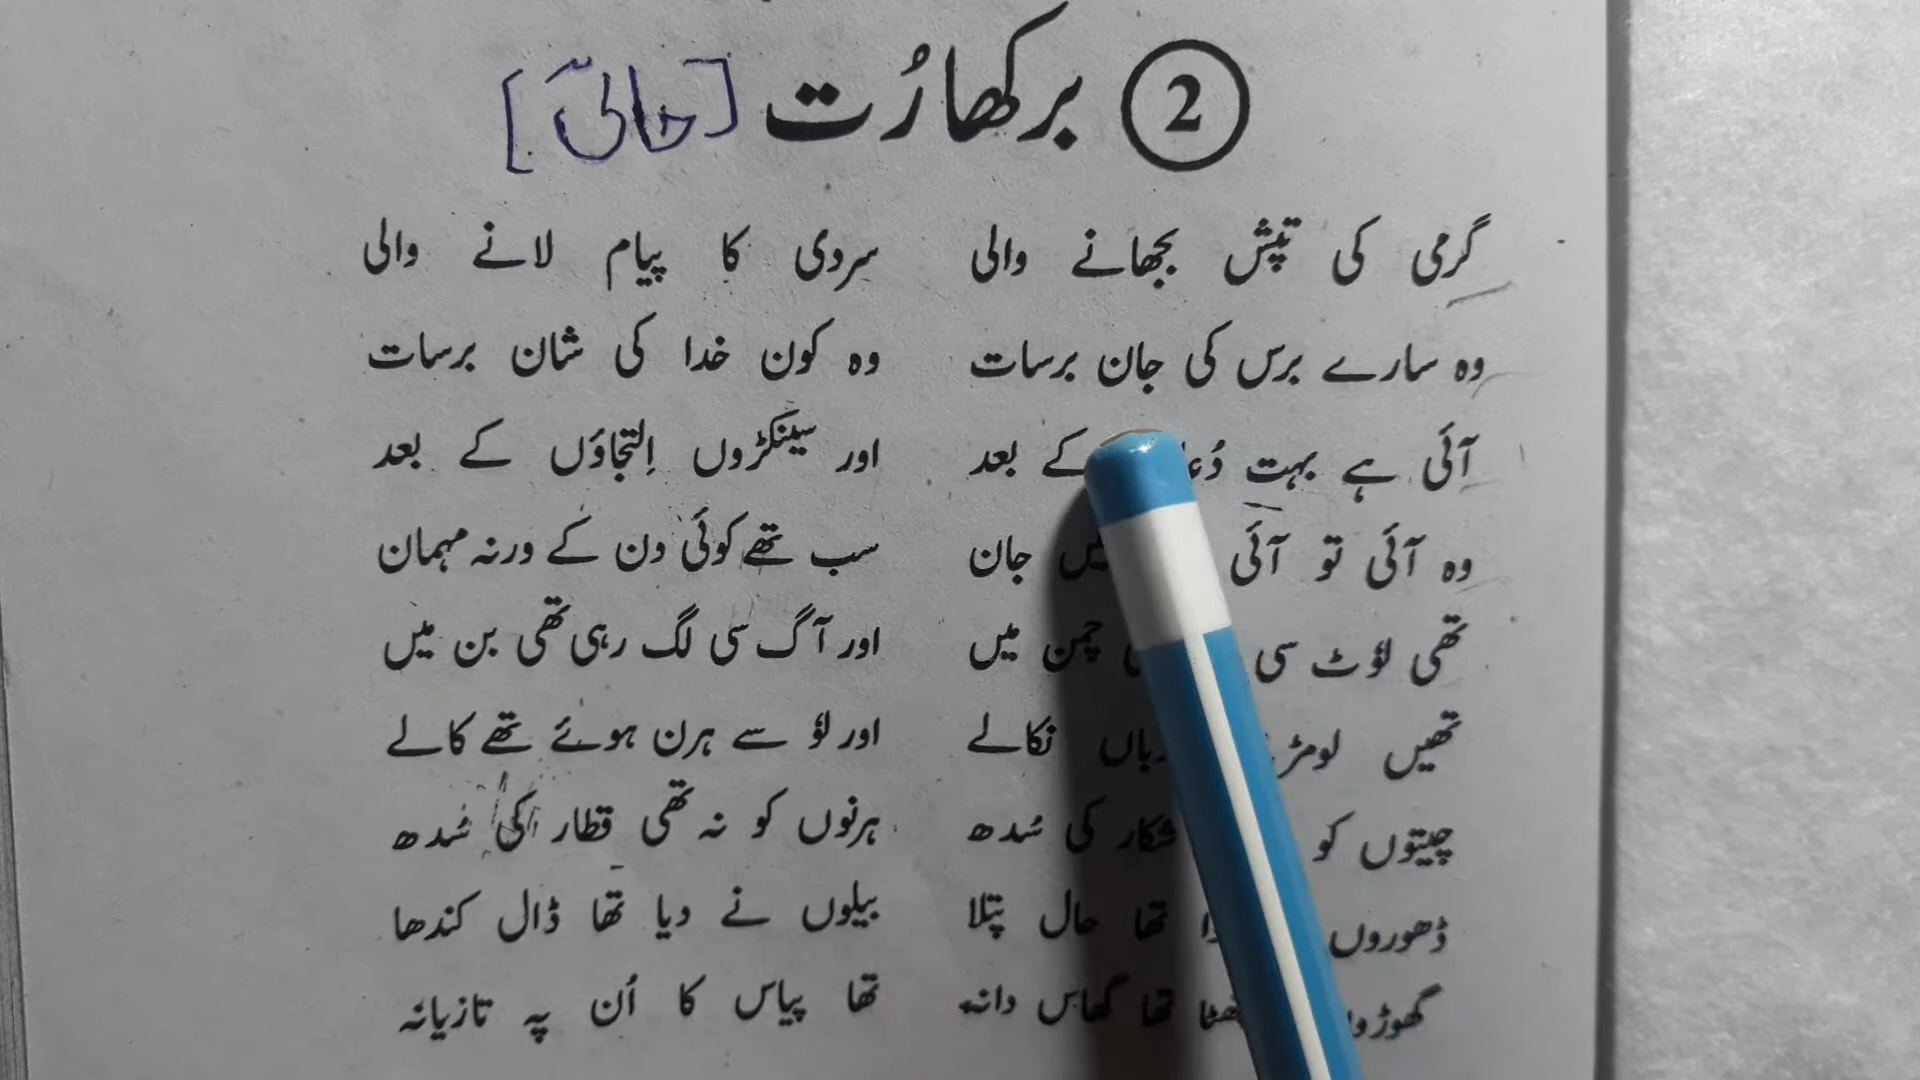 2 برکھا رُت [حالیؔ]
گرمی کی تپش بجھانے والی سردی کا پیام لانے والی
وہ سارے برس کی جان برسات وہ کون خدا کی شان برسات
آئی ہے بہت کے بعد اور سینکڑوں اِلتجاؤں کے بعد
وہ آئی تو آئی جان سب تھے کوئی دن کے ورنہ مہمان
تھی لوٗٹ سی چمن میں اور آگ سی لگ رہی تھی بن میں
تھیں نکالے اور لوٗ سے ہرن ہوئے تھے کالے
چیتوں کو شکار کی سُدھ ہرنوں کو نہ تھی قطار کی سُدھ
ڈھوروں تھا حال پتلا بیلوں نے دیا تھا ڈال کندھا
تھا گھاس دانہ تھا پیاس کا اُن پہ تازیانہ